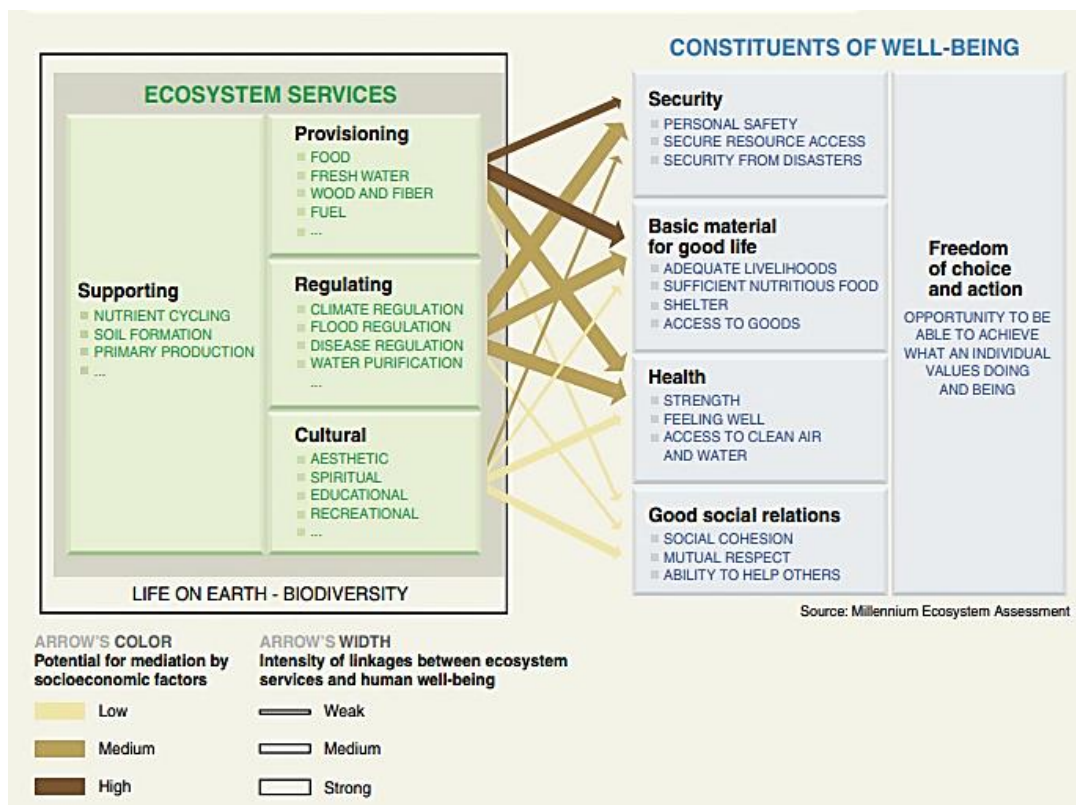 CONSTITUENTS OF WELL-BEING
ECOSYSTEM SERVICES
Supporting
NUTRIENT CYCLING
SOIL FORMATION
PRIMARY PRODUCTION
...
Provisioning
FOOD
FRESH WATER
WOOD AND FIBER
FUEL
...
Regulating
CLIMATE REGULATION
FLOOD REGULATION
DISEASE REGULATION
WATER PURIFICATION
...
Cultural
AESTHETIC
SPIRITUAL
EDUCATIONAL
RECREATIONAL
...
LIFE ON EARTH - BIODIVERSITY
Security
PERSONAL SAFETY
SECURE RESOURCE ACCESS
SECURITY FROM DISASTERS
Basic material
for good life
ADEQUATE LIVELIHOODS
SUFFICIENT NUTRITIOUS FOOD
SHELTER
ACCESS TO GOODS
Health
STRENGTH
FEELING WELL
ACCESS TO CLEAN AIR
AND WATER
Good social relations
SOCIAL COHESION
MUTUAL RESPECT
ABILITY TO HELP OTHERS
Freedom
of choice
and action
OPPORTUNITY TO BE
ABLE TO ACHIEVE
WHAT AN INDIVIDUAL
VALUES DOING
AND BEING
Source: Millennium Ecosystem Assessment
ARROW'S COLOR
Potential for mediation by
socioeconomic factors
Low
Medium
High
ARROW'S WIDTH
Intensity of linkages between ecosystem
services and human well-being
Weak
Medium
Strong